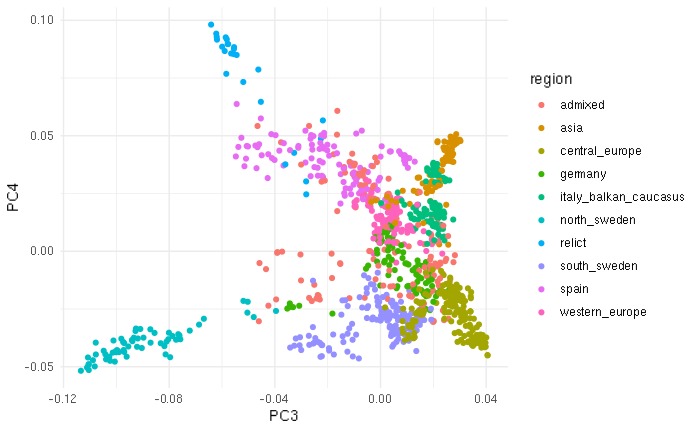 0.10
0.05
0.00
-0.05
PC4
-0.12
-0.08
-0.04
0.00
0.04
PC3
region
admixed
asia
central_europe
germany
italy_balkan_caucasus
north_sweden
relict
south_sweden
spain
western_europe